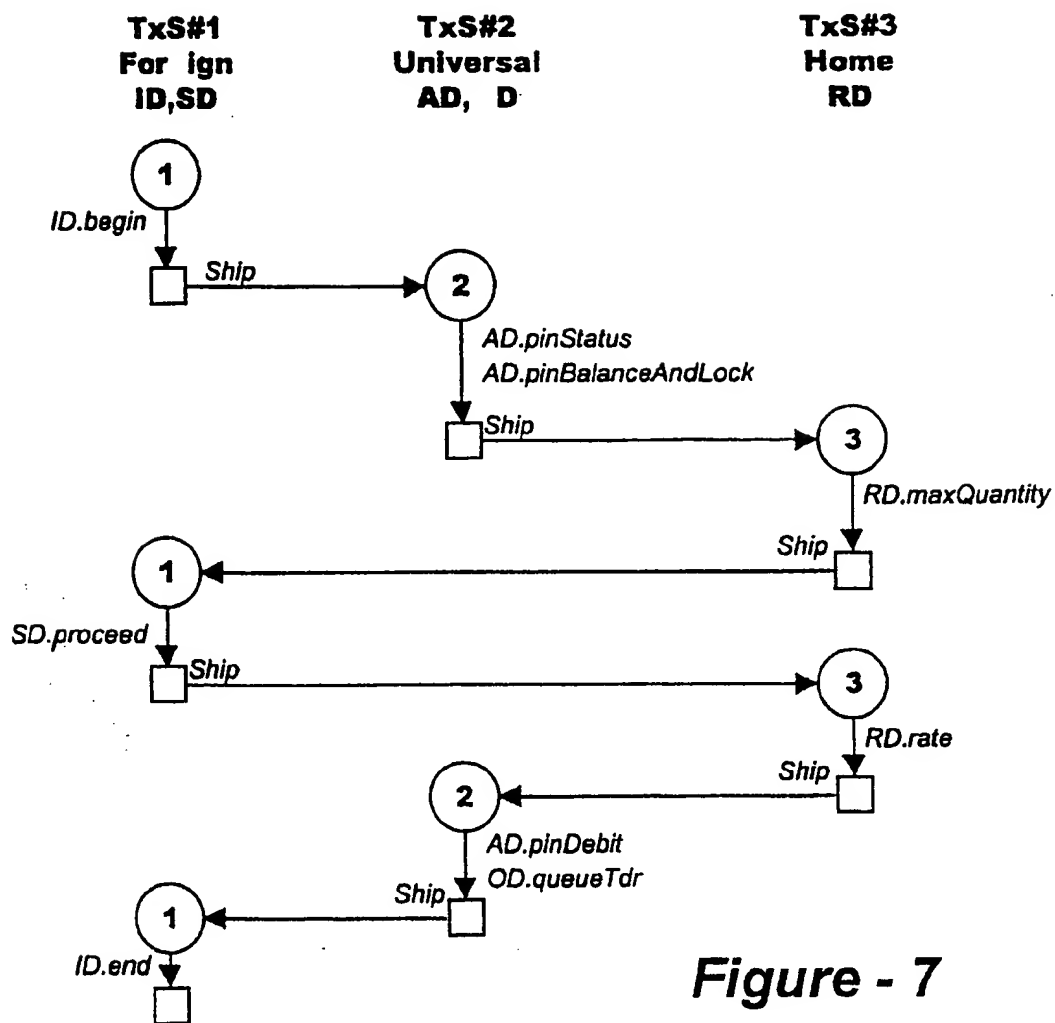 TxS#1
For ign
ID,SD
TxS#2
Universal
AD, D
TxS#3
Home
RD
1
ID.begin
Ship
2
AD.pinStatus
AD.pinBalanceAndLock
Ship
3
RD.maxQuantity
Ship
1
SD.proceed
Ship
3
RD.rate
Ship
2
AD.pinDebit
OD.queueTdr
Ship
1
ID.end
Figure - 7